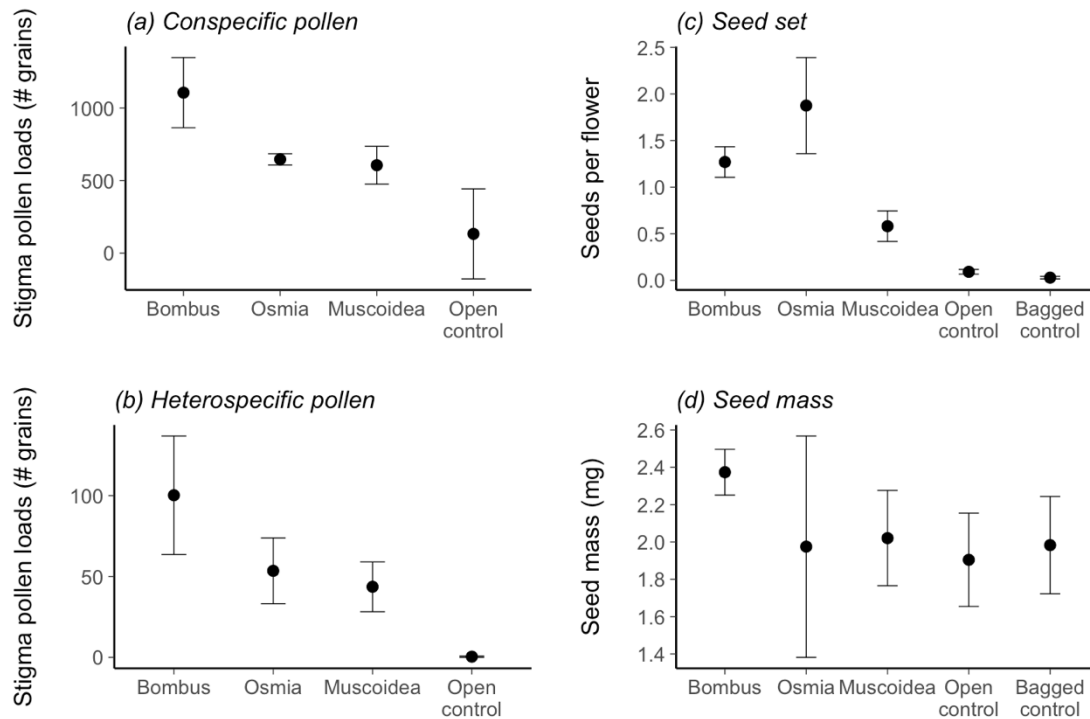 (a) Conspecific pollen
Stigma pollen loads (# grains)
1000
500
0
Bombus
Osmia
Muscoidea
Open
control
(c) Seed set
Seeds per flower
2.5
2.0
1.5
1.0
0.5
0.0
Bombus
Osmia
Muscoidea
Open
control
Bagged
control
(b) Heterospecific pollen
Stigma pollen loads (# grains)
100
50
0
Bombus
Osmia
Muscoidea
Open
control
(d) Seed mass
Seed mass (mg)
2.6
2.4
2.2
2.0
1.8
1.6
1.4
Bombus
Osmia
Muscoidea
Open
control
Bagged
control